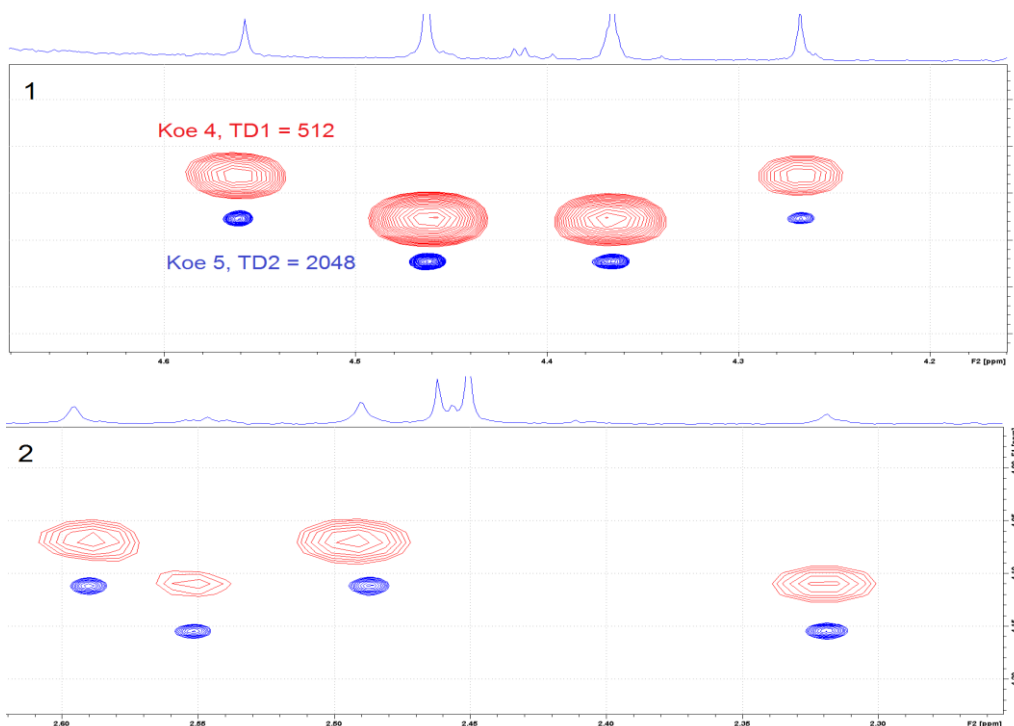 1
Koe 4, TD1 = 512
Koe 5, TD2 = 2048
4.6 4.5 4.4 4.3 4.2 F2 [ppm]
2
2.60 2.55 2.50 2.45 2.40 2.35 2.30 F2 [ppm]